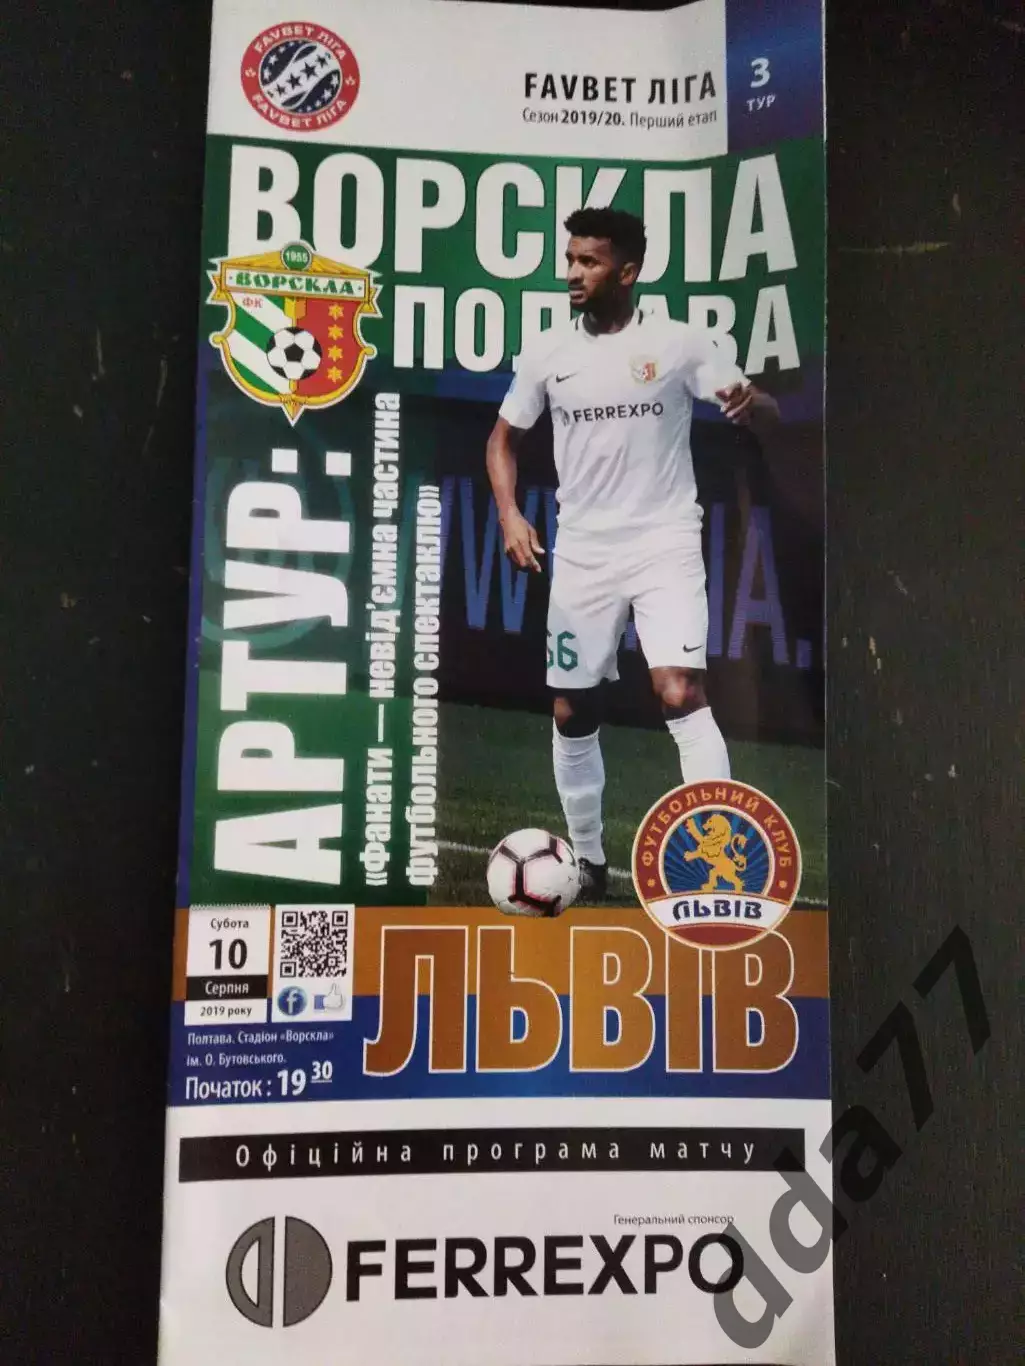 FAVBET ЛІГА
FAVBET ЛІГА
FAVBET ЛІГА
Сезон 2019/20. Перший етап
3
ТУР
ВОРСКЛА
ПОЛТАВА
1955
ВОРСКЛА
ФК
АРТУР:
«Фанати — невід'ємна частина
футбольного спектаклю»
FERREXPO
66
ФУТБОЛЬНИЙ КЛУБ
ЛЬВІВ
Субота
10
Серпня
2019 року
Полтава. Стадіон «Ворскла»
ім. О. Бутовського.
Початок: 19 30
ЛЬВІВ
Офіційна програма матчу
Генеральний спонсор
FERREXPO
dda77